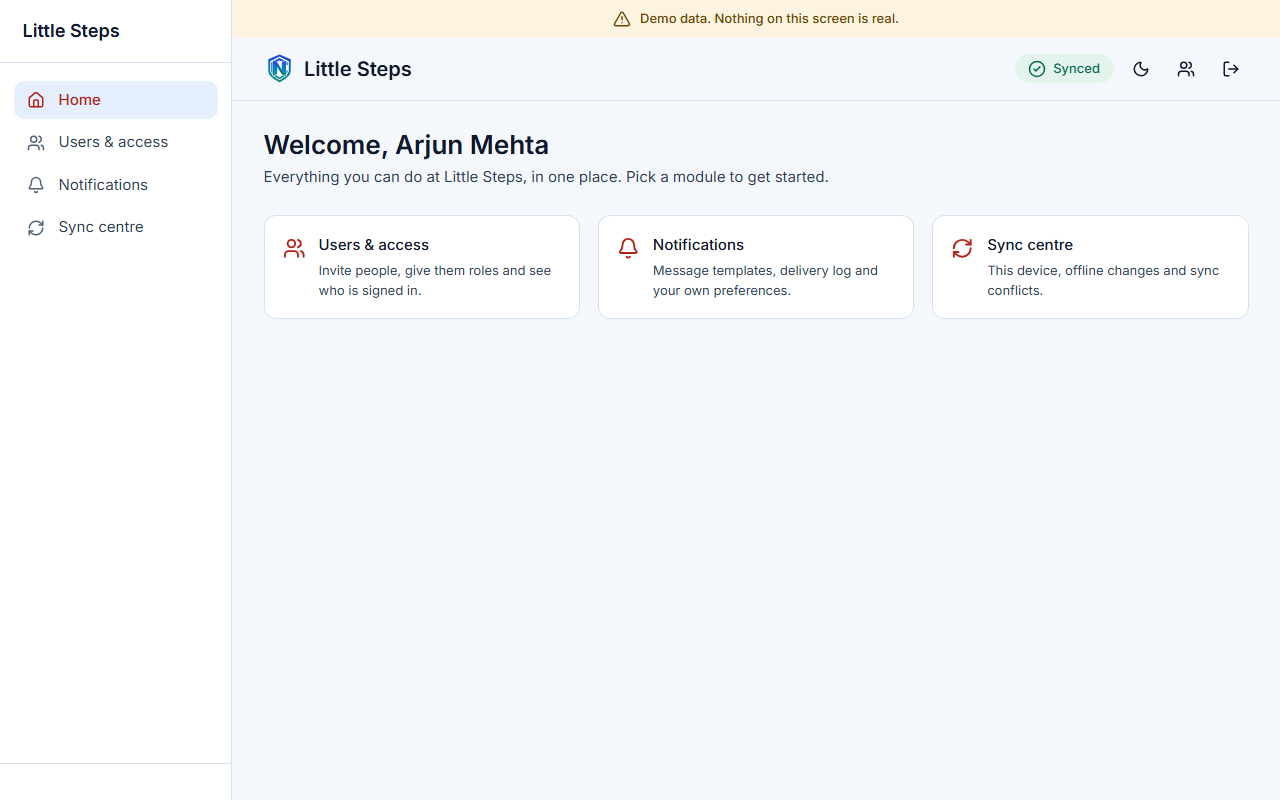 Little Steps
Home
Users & access
Notifications
Sync centre
Demo data. Nothing on this screen is real.
Little Steps
Synced
Welcome, Arjun Mehta
Everything you can do at Little Steps, in one place. Pick a module to get started.
Users & access
Invite people, give them roles and see
who is signed in.
Notifications
Message templates, delivery log and
your own preferences.
Sync centre
This device, offline changes and sync
conflicts.